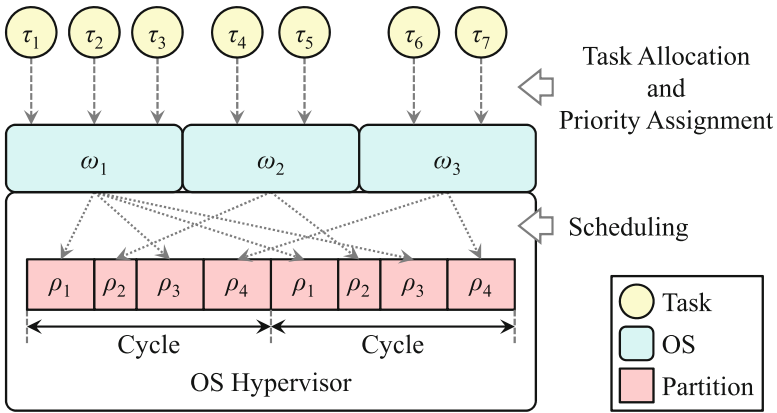 τ1 τ2 τ3 τ4 τ5 τ6 τ7
Task Allocation
and
Priority Assignment
ω1 ω2 ω3
Scheduling
ρ1 ρ2 ρ3 ρ4 ρ1 ρ2 ρ3 ρ4
Cycle Cycle
OS Hypervisor
Task
OS
Partition